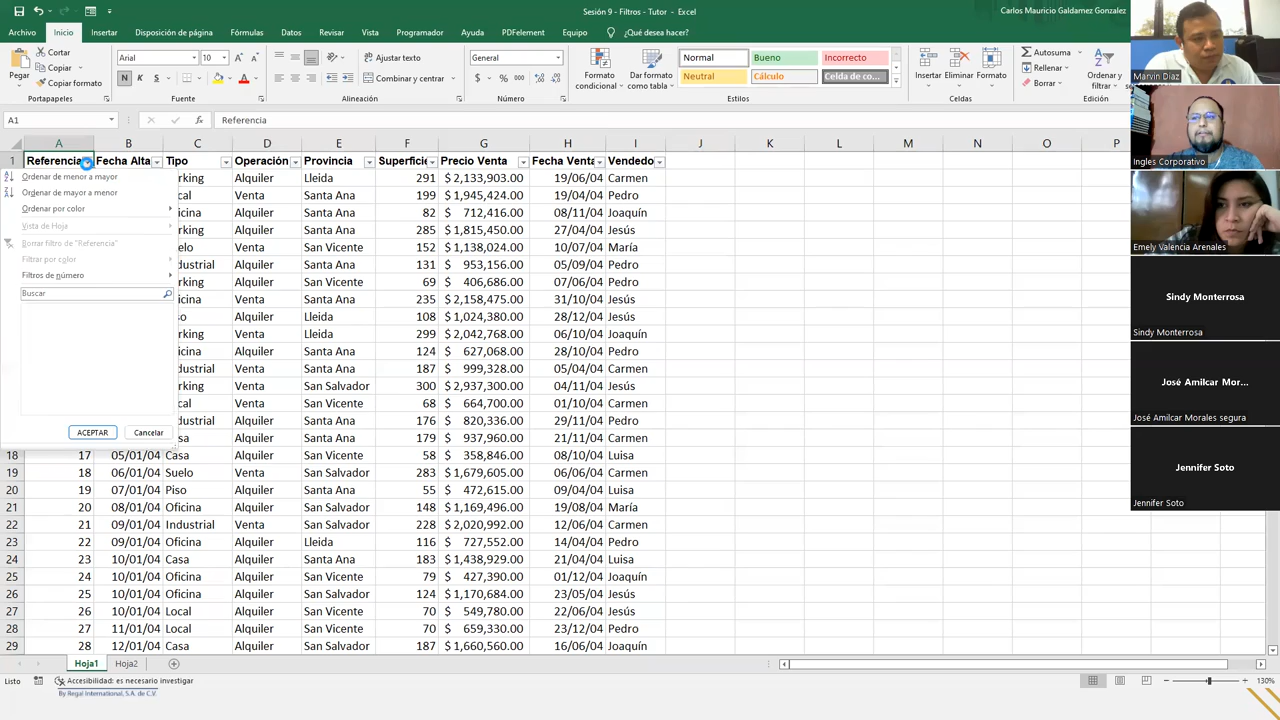 Sesión 9 - Filtros - Tutor - Excel
Carlos Mauricio Galdamez Gonzalez
Archivo Inicio Insertar Disposición de página Fórmulas Datos Revisar Vista Programador Ayuda PDFelement Equipo ¿Qué desea hacer?
Pegar
Cortar
Copiar
Copiar formato
Portapapeles
Arial 10
N K S
Fuente
Ajustar texto
Combinar y centrar
Alineación
General
$ % 000
Número
Formato condicional
Dar formato como tabla
Normal Bueno Incorrecto
Neutral Cálculo Celda de co...
Estilos
Insertar Eliminar Formato
Celdas
Autosuma
Rellenar
Borrar
Ordenar y filtrar
Edición
A1 fx Referencia
A B C D E F G H I J K L M N O P
1 Referencia Fecha Alta Tipo Operación Provincia Superficie Precio Venta Fecha Venta Vendedo
Ordenar de menor a mayor
Ordenar de mayor a menor
Ordenar por color
Vista de Hoja
Borrar filtro de "Referencia"
Filtrar por color
Filtros de número
Buscar
ACEPTAR Cancelar
rking Alquiler Lleida 291 $ 2,133,903.00 19/06/04 Carmen
cal Venta Santa Ana 199 $ 1,945,424.00 19/04/04 Pedro
icina Alquiler Santa Ana 82 $ 712,416.00 08/11/04 Joaquín
rking Alquiler Santa Ana 285 $ 1,815,450.00 27/04/04 Jesús
elo Venta San Vicente 152 $ 1,138,024.00 10/07/04 María
ustrial Alquiler Santa Ana 131 $ 953,156.00 05/09/04 Pedro
rking Alquiler San Vicente 69 $ 406,686.00 07/06/04 Pedro
icina Venta Santa Ana 235 $ 2,158,475.00 31/10/04 Jesús
so Alquiler Lleida 108 $ 1,024,380.00 28/12/04 Jesús
rking Venta Lleida 299 $ 2,042,768.00 06/10/04 Joaquín
icina Alquiler Santa Ana 124 $ 627,068.00 28/10/04 Pedro
ustrial Alquiler Santa Ana 187 $ 999,328.00 05/04/04 Carmen
rking Venta San Salvador 300 $ 2,937,300.00 04/11/04 Jesús
cal Venta San Vicente 68 $ 664,700.00 01/10/04 Carmen
ustrial Alquiler San Salvador 176 $ 820,336.00 29/11/04 Pedro
sa Alquiler Santa Ana 179 $ 937,960.00 21/11/04 Carmen
18 17 05/01/04 Casa Venta San Vicente 58 $ 358,846.00 08/10/04 Luisa
19 18 06/01/04 Suelo Venta San Salvador 283 $ 1,679,605.00 06/06/04 Carmen
20 19 07/01/04 Piso Alquiler Santa Ana 55 $ 472,615.00 09/04/04 Luisa
21 20 08/01/04 Oficina Alquiler San Salvador 148 $ 1,169,496.00 19/08/04 María
22 21 09/01/04 Industrial Venta San Salvador 228 $ 2,020,992.00 12/06/04 Carmen
23 22 09/01/04 Oficina Alquiler Lleida 116 $ 727,552.00 14/04/04 Pedro
24 23 10/01/04 Casa Alquiler Santa Ana 183 $ 1,438,929.00 21/04/04 Luisa
25 24 10/01/04 Oficina Alquiler San Vicente 79 $ 427,390.00 01/12/04 Joaquín
26 25 10/01/04 Oficina Alquiler San Vicente 124 $ 1,170,684.00 23/05/04 Jesús
27 26 10/01/04 Local Alquiler San Vicente 70 $ 549,780.00 22/06/04 Jesús
28 27 11/01/04 Local Alquiler San Vicente 70 $ 659,330.00 23/12/04 Pedro
29 28 12/01/04 Casa Alquiler San Salvador 187 $ 1,660,560.00 16/06/04 Joaquín
Hoja1 Hoja2
Listo Accesibilidad: es necesario investigar 130%
By Regal International, S.A. de C.V.
Marvin Diaz
Ingles Corporativo
Emely Valencia Arenales
Sindy Monterrosa
Sindy Monterrosa
José Amilcar Mor...
José Amilcar Morales segura
Jennifer Soto
Jennifer Soto